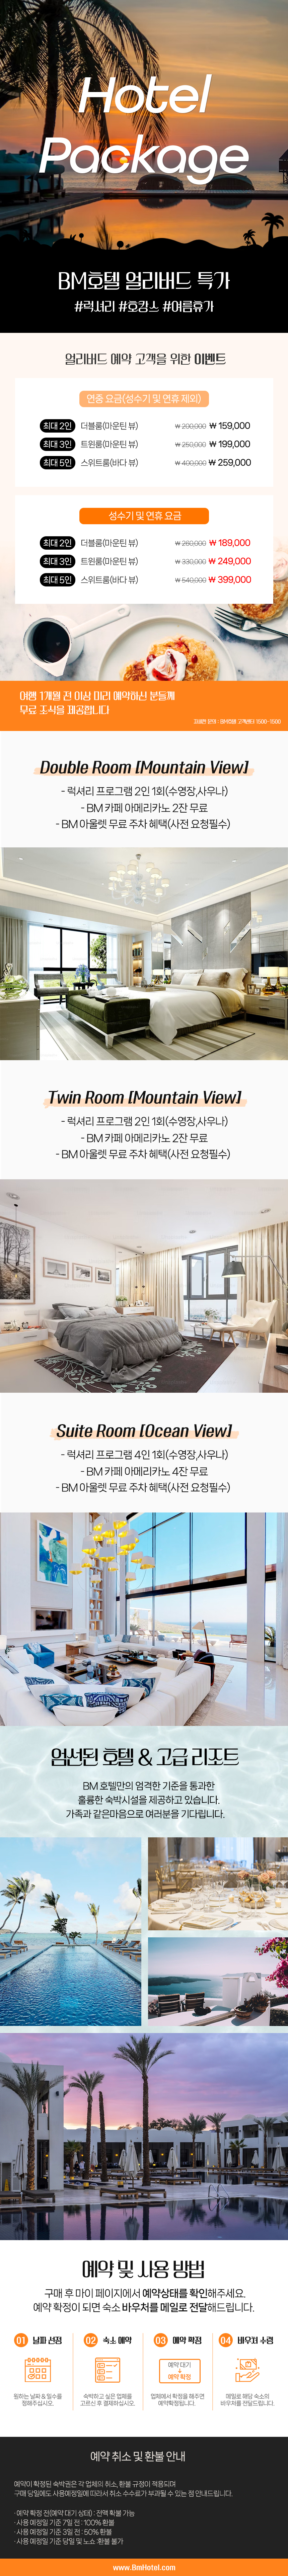 Hotel
Package
BM호텔 얼리버드 특가
#럭셔리 #호캉스 #여름휴가
얼리버드 예약 고객을 위한 이벤트
연중 요금(성수기 및 연휴 제외)
최대 2인 더블룸(마운틴 뷰) ₩ 200,000 ₩ 159,000
최대 3인 트윈룸(마운틴 뷰) ₩ 250,000 ₩ 199,000
최대 5인 스위트룸(바다 뷰) ₩ 400,000 ₩ 259,000
성수기 및 연휴 요금
최대 2인 더블룸(마운틴 뷰) ₩ 260,000 ₩ 189,000
최대 3인 트윈룸(마운틴 뷰) ₩ 330,000 ₩ 249,000
최대 5인 스위트룸(바다 뷰) ₩ 540,000 ₩ 399,000
여행 1개월 전 이상 미리 예약하신 분들께
무료 조식을 제공합니다
자세한 문의 : BM호텔 고객센터 1500-1500
Double Room [Mountain View]
- 럭셔리 프로그램 2인 1회(수영장,사우나)
- BM 카페 아메리카노 2잔 무료
- BM 아울렛 무료 주차 혜택(사전 요청필수)
Twin Room [Mountain View]
- 럭셔리 프로그램 2인 1회(수영장,사우나)
- BM 카페 아메리카노 2잔 무료
- BM 아울렛 무료 주차 혜택(사전 요청필수)
Suite Room [Ocean View]
- 럭셔리 프로그램 4인 1회(수영장,사우나)
- BM 카페 아메리카노 4잔 무료
- BM 아울렛 무료 주차 혜택(사전 요청필수)
엄선된 호텔 & 고급 리조트
BM 호텔만의 엄격한 기준을 통과한
훌륭한 숙박시설을 제공하고 있습니다.
가족과 같은마음으로 여러분을 기다립니다.
예약 및 사용 방법
구매 후 마이 페이지에서 예약상태를 확인해주세요.
예약 확정이 되면 숙소 바우처를 메일로 전달해드립니다.
01 날짜 선정
02 숙소 예약
03 예약 확정
04 바우처 수령
예약 대기
예약 확정
원하는 날짜 & 일수를
정해주십시오.
숙박하고 싶은 업체를
고르신 후 결제하십시오.
업체에서 확정을 해주면
예약확정됩니다.
메일로 해당 숙소의
바우처를 전달드립니다.
예약 취소 및 환불 안내
예약이 확정된 숙박권은 각 업체의 취소, 환불 규정이 적용되며
구매 당일에도 사용예정일에 따라서 취소 수수료가 부과될 수 있는 점 안내드립니다.
· 예약 확정 전(예약 대기 상태) : 전액 확불 가능
· 사용 예정일 기준 7일 전 : 100% 환불
· 사용 예정일 기준 3일 전 : 50% 환불
· 사용 예정일 기준 당일 및 노쇼 :환불 불가
www.BmHotel.com